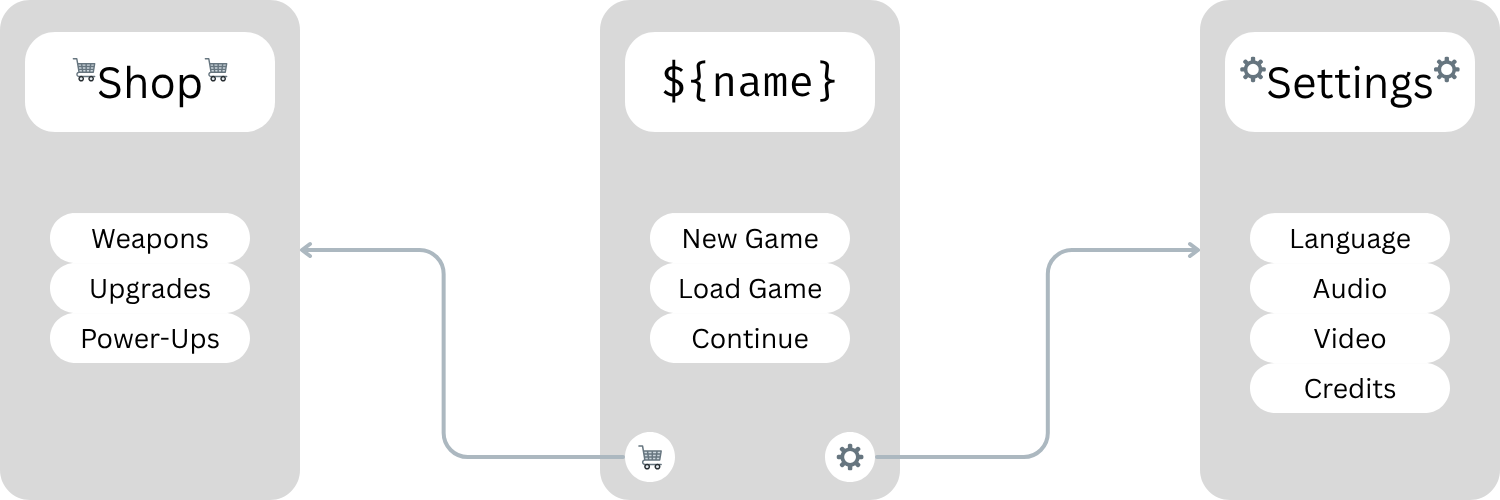 Shop
Weapons
Upgrades
Power-Ups
${name}
New Game
Load Game
Continue
Settings
Language
Audio
Video
Credits